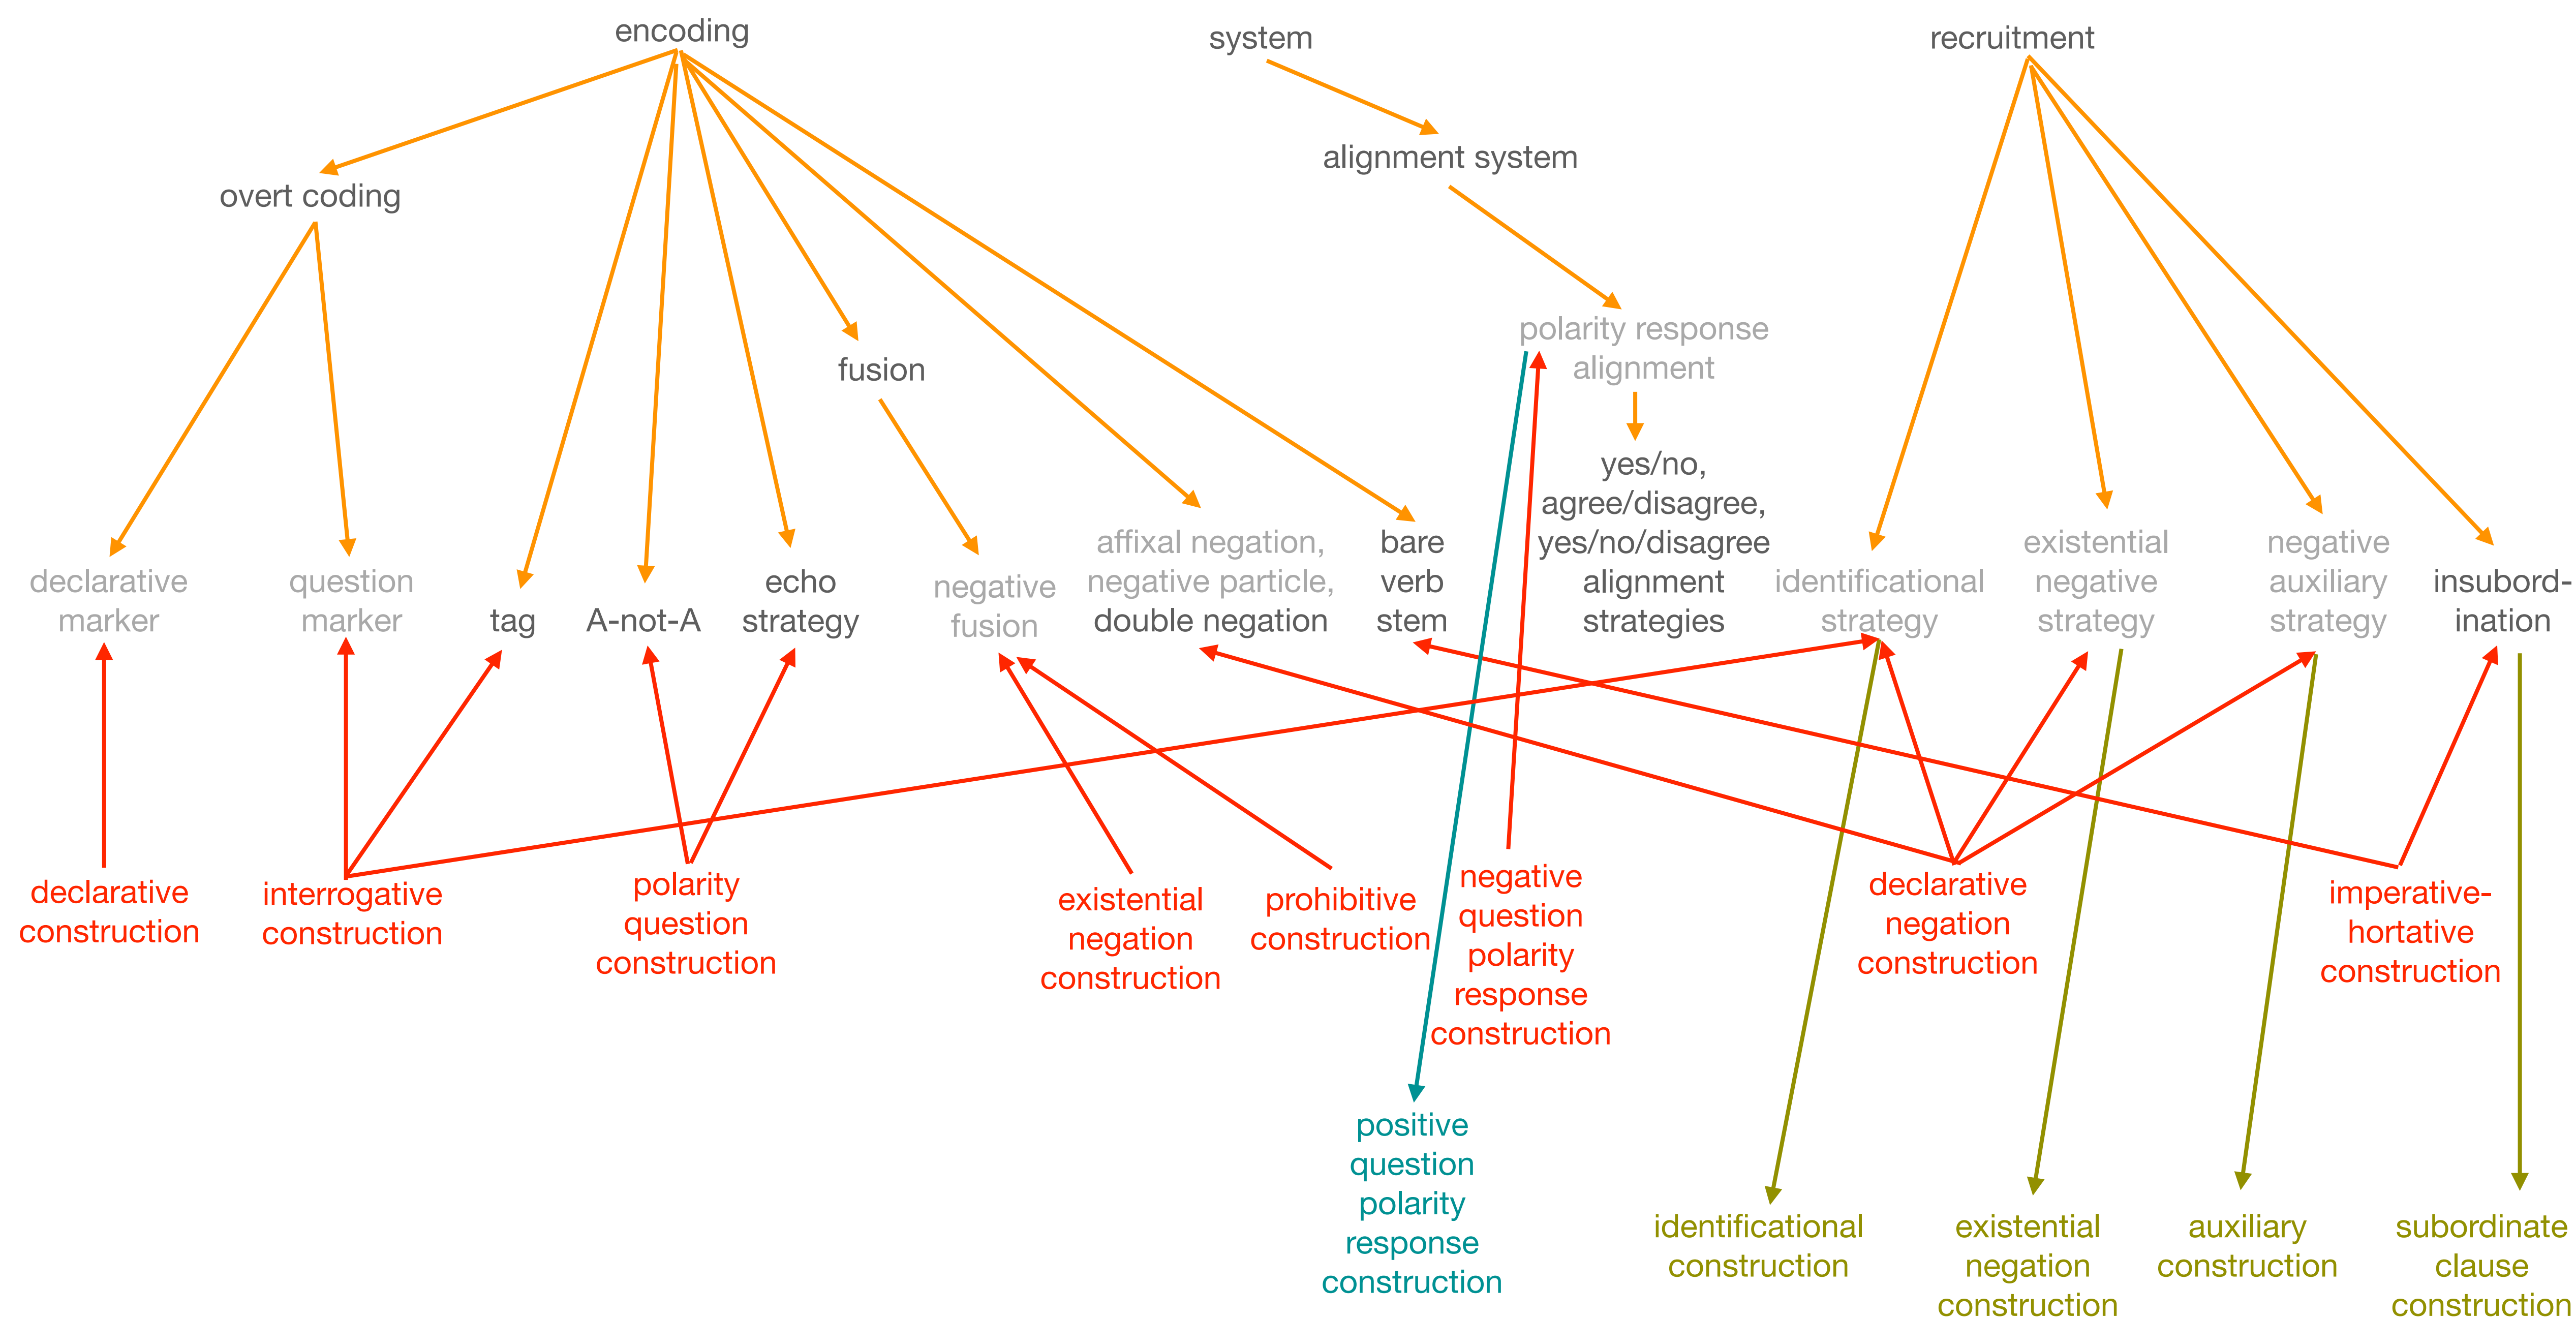 encoding
system
recruitment
alignment system
overt coding
polarity response
alignment
fusion
yes/no,
agree/disagree,
yes/no/disagree
alignment
strategies
declarative
marker
question
marker
tag
A-not-A
echo
strategy
negative
fusion
affixal negation,
negative particle,
double negation
bare
verb
stem
identificational
strategy
existential
negative
strategy
negative
auxiliary
strategy
insubord-
ination
declarative
construction
interrogative
construction
polarity
question
construction
existential
negation
construction
prohibitive
construction
negative
question
polarity
response
construction
declarative
negation
construction
imperative-
hortative
construction
positive
question
polarity
response
construction
identificational
construction
existential
negation
construction
auxiliary
construction
subordinate
clause
construction